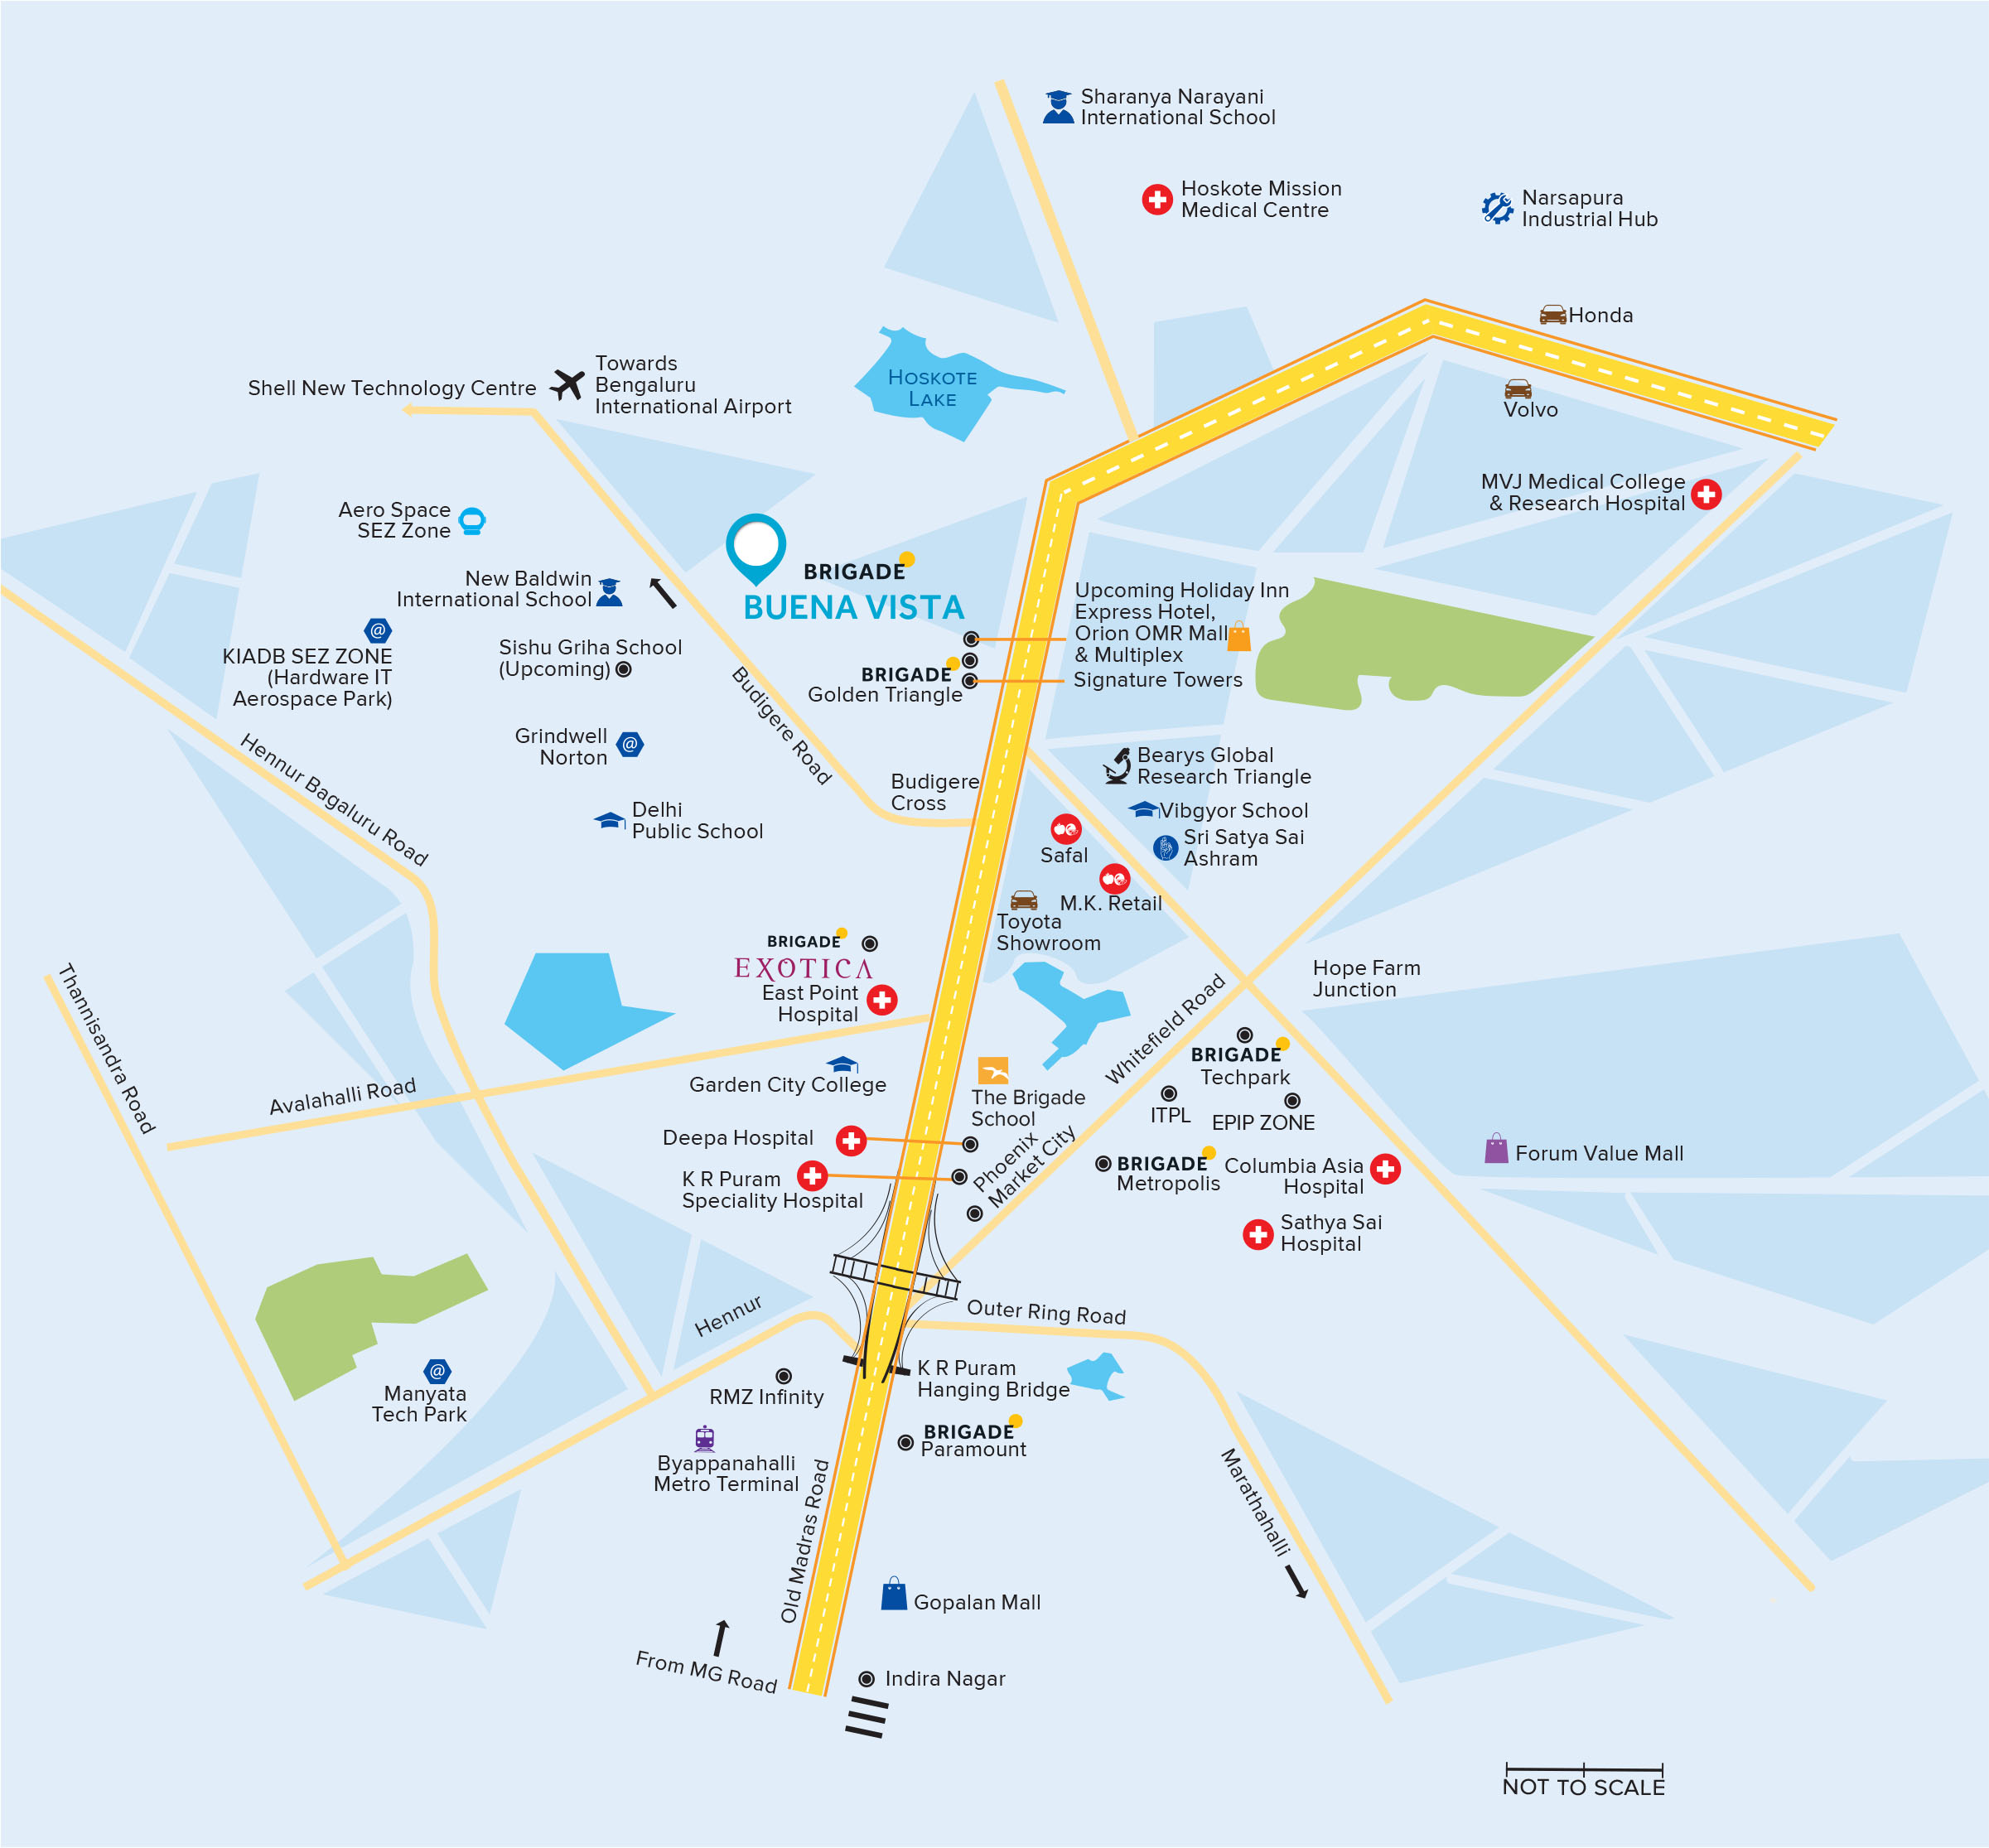 Sharanya Narayani
International School
Hoskote Mission
Medical Centre
Narsapura
Industrial Hub
Honda
Volvo
Towards
Bengaluru
International Airport
Shell New Technology Centre
HOSKOTE
LAKE
MVJ Medical College
& Research Hospital
Aero Space
SEZ Zone
BRIGADE
BUENA VISTA
New Baldwin
International School
Upcoming Holiday Inn
Express Hotel,
Orion OMR Mall
& Multiplex
Signature Towers
KIADB SEZ ZONE
(Hardware IT
Aerospace Park)
Sishu Griha School
(Upcoming)
BRIGADE
Golden Triangle
Budigere Road
Grindwell
Norton
Hennur Bagaluru Road
Budigere
Cross
Bearys Global
Research Triangle
Delhi
Public School
Vibgyor School
Sri Satya Sai
Ashram
Safal
M.K. Retail
Toyota
Showroom
BRIGADE
EXOTICA
East Point
Hospital
Hope Farm
Junction
Whitefield Road
Thannisandra Road
Avalahalli Road
Garden City College
The Brigade
School
BRIGADE
Techpark
ITPL
EPIP ZONE
Deepa Hospital
K R Puram
Speciality Hospital
Phoenix
Market City
BRIGADE
Metropolis
Columbia Asia
Hospital
Forum Value Mall
Sathya Sai
Hospital
Hennur
Outer Ring Road
K R Puram
Hanging Bridge
RMZ Infinity
Manyata
Tech Park
BRIGADE
Paramount
Byappanahalli
Metro Terminal
Old Madras Road
Marathahalli
Gopalan Mall
From MG Road
Indira Nagar
NOT TO SCALE